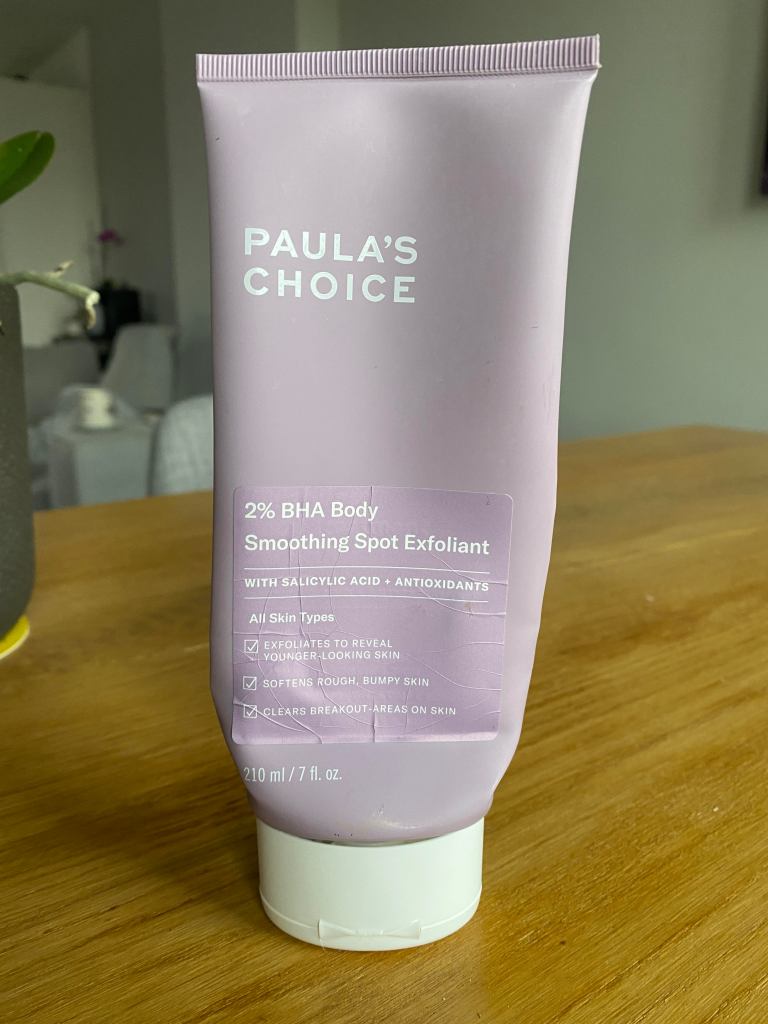 PAULA'S
CHOICE
2% BHA Body
Smoothing Spot Exfoliant
WITH SALICYLIC ACID + ANTIOXIDANTS
All Skin Types
EXFOLIATES TO REVEAL
YOUNGER-LOOKING SKIN
SOFTENS ROUGH, BUMPY SKIN
CLEARS BREAKOUT-AREAS ON SKIN
210 ml / 7 fl. oz.